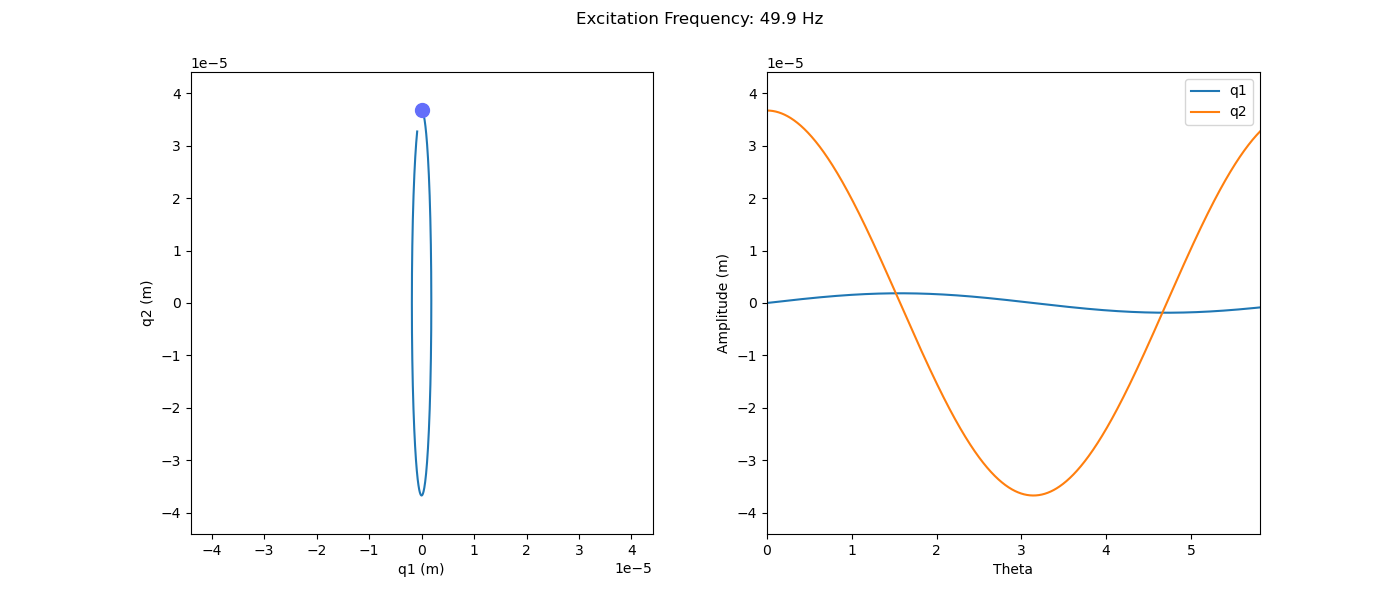 Excitation Frequency: 49.9 Hz
1e−5
4
3
2
1
0
−1
−2
−3
−4
q2 (m)
−4 −3 −2 −1 0 1 2 3 4
q1 (m)
1e−5
1e−5
4
3
2
1
0
−1
−2
−3
−4
Amplitude (m)
0 1 2 3 4 5
Theta
q1
q2